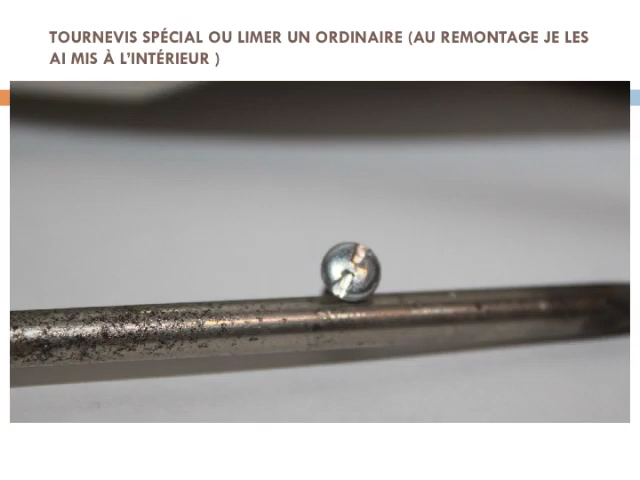 TOURNEVIS SPÉCIAL OU LIMER UN ORDINAIRE (AU REMONTAGE JE LES
AI MIS À L'INTÉRIEUR )